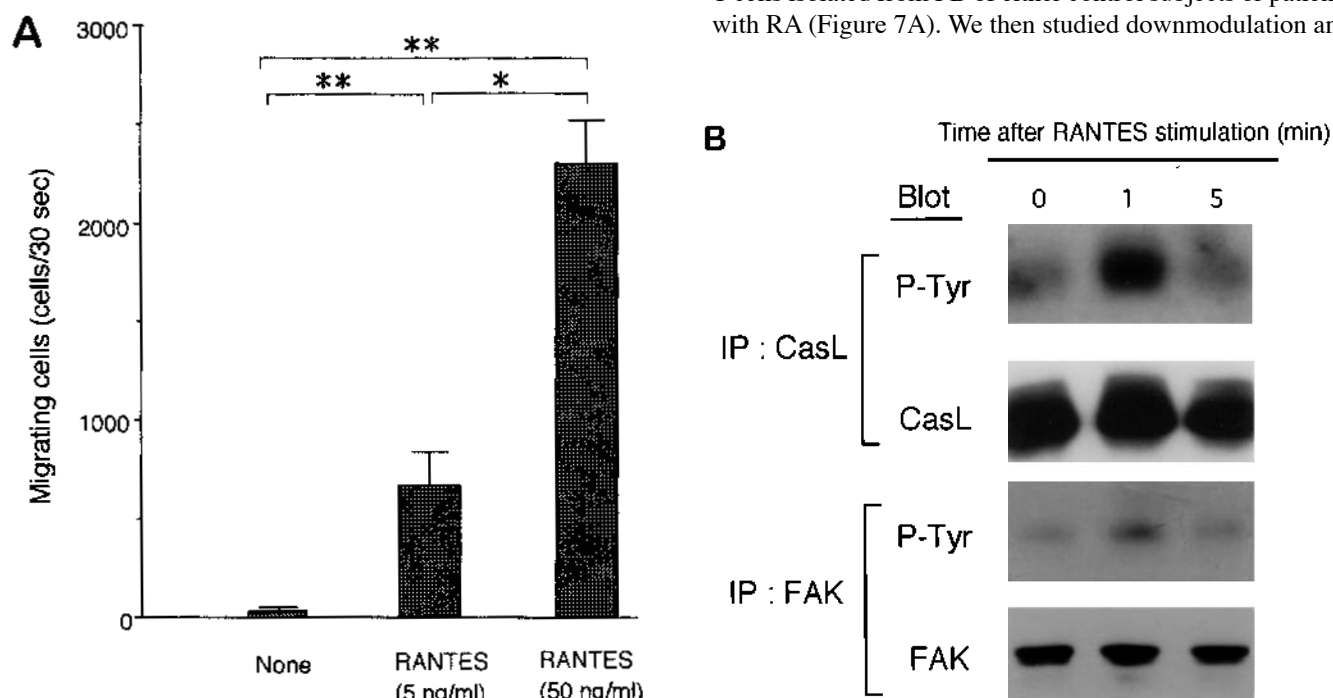 with RA (Figure 7A). We then studied downmodulation an
A
3000
2000
1000
0
Migrating cells (cells/30 sec)
**
**
*
None
RANTES
(5 ng/ml)
RANTES
(50 ng/ml)
B
Time after RANTES stimulation (min)
Blot
0 1 5
IP : CasL
P-Tyr
CasL
IP : FAK
P-Tyr
FAK